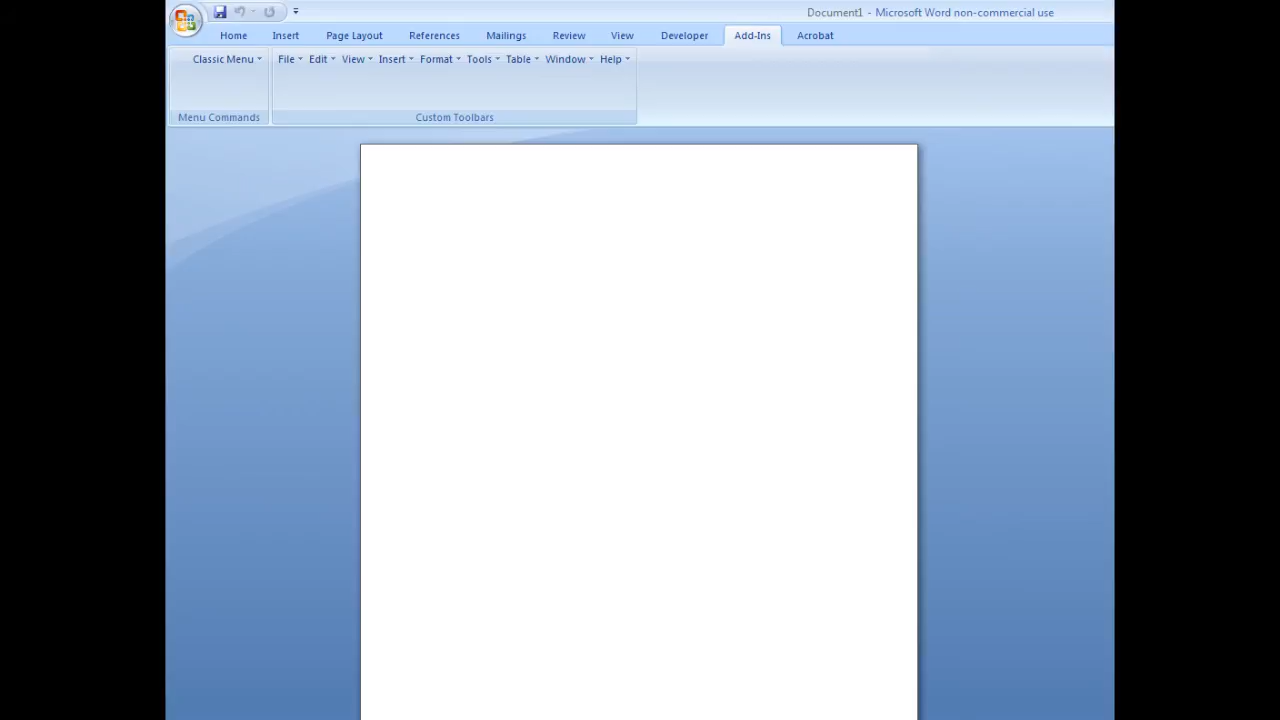 Document1 - Microsoft Word non-commercial use
Home Insert Page Layout References Mailings Review View Developer Add-Ins Acrobat
Classic Menu File Edit View Insert Format Tools Table Window Help
Menu Commands Custom Toolbars